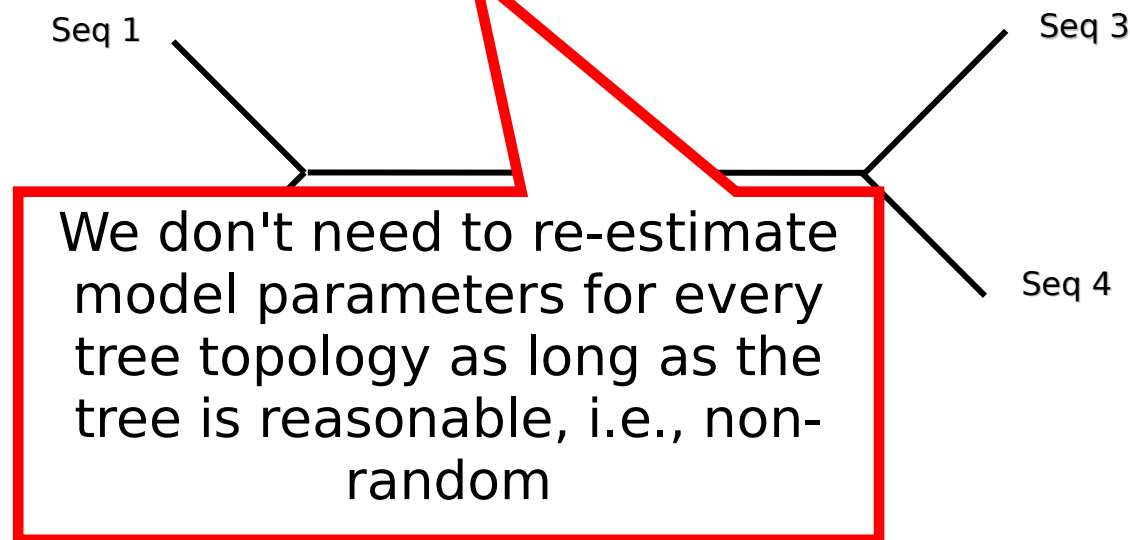 Seq 1
Seq 3
We don't need to re-estimate
model parameters for every
tree topology as long as the
tree is reasonable, i.e., non-
random
Seq 4